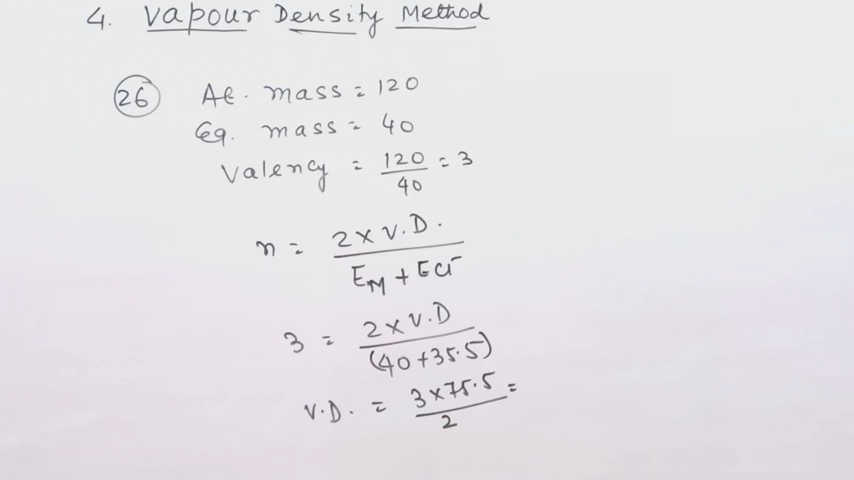 4. Vapour Density Method
26 At. mass = 120
Eq. mass = 40
Valency = 120/40 = 3
n = 2 x V.D. / E_M + E_Cl⁻
3 = 2 x V.D / (40+35.5)
V.D. = 3 x 75.5 / 2 =